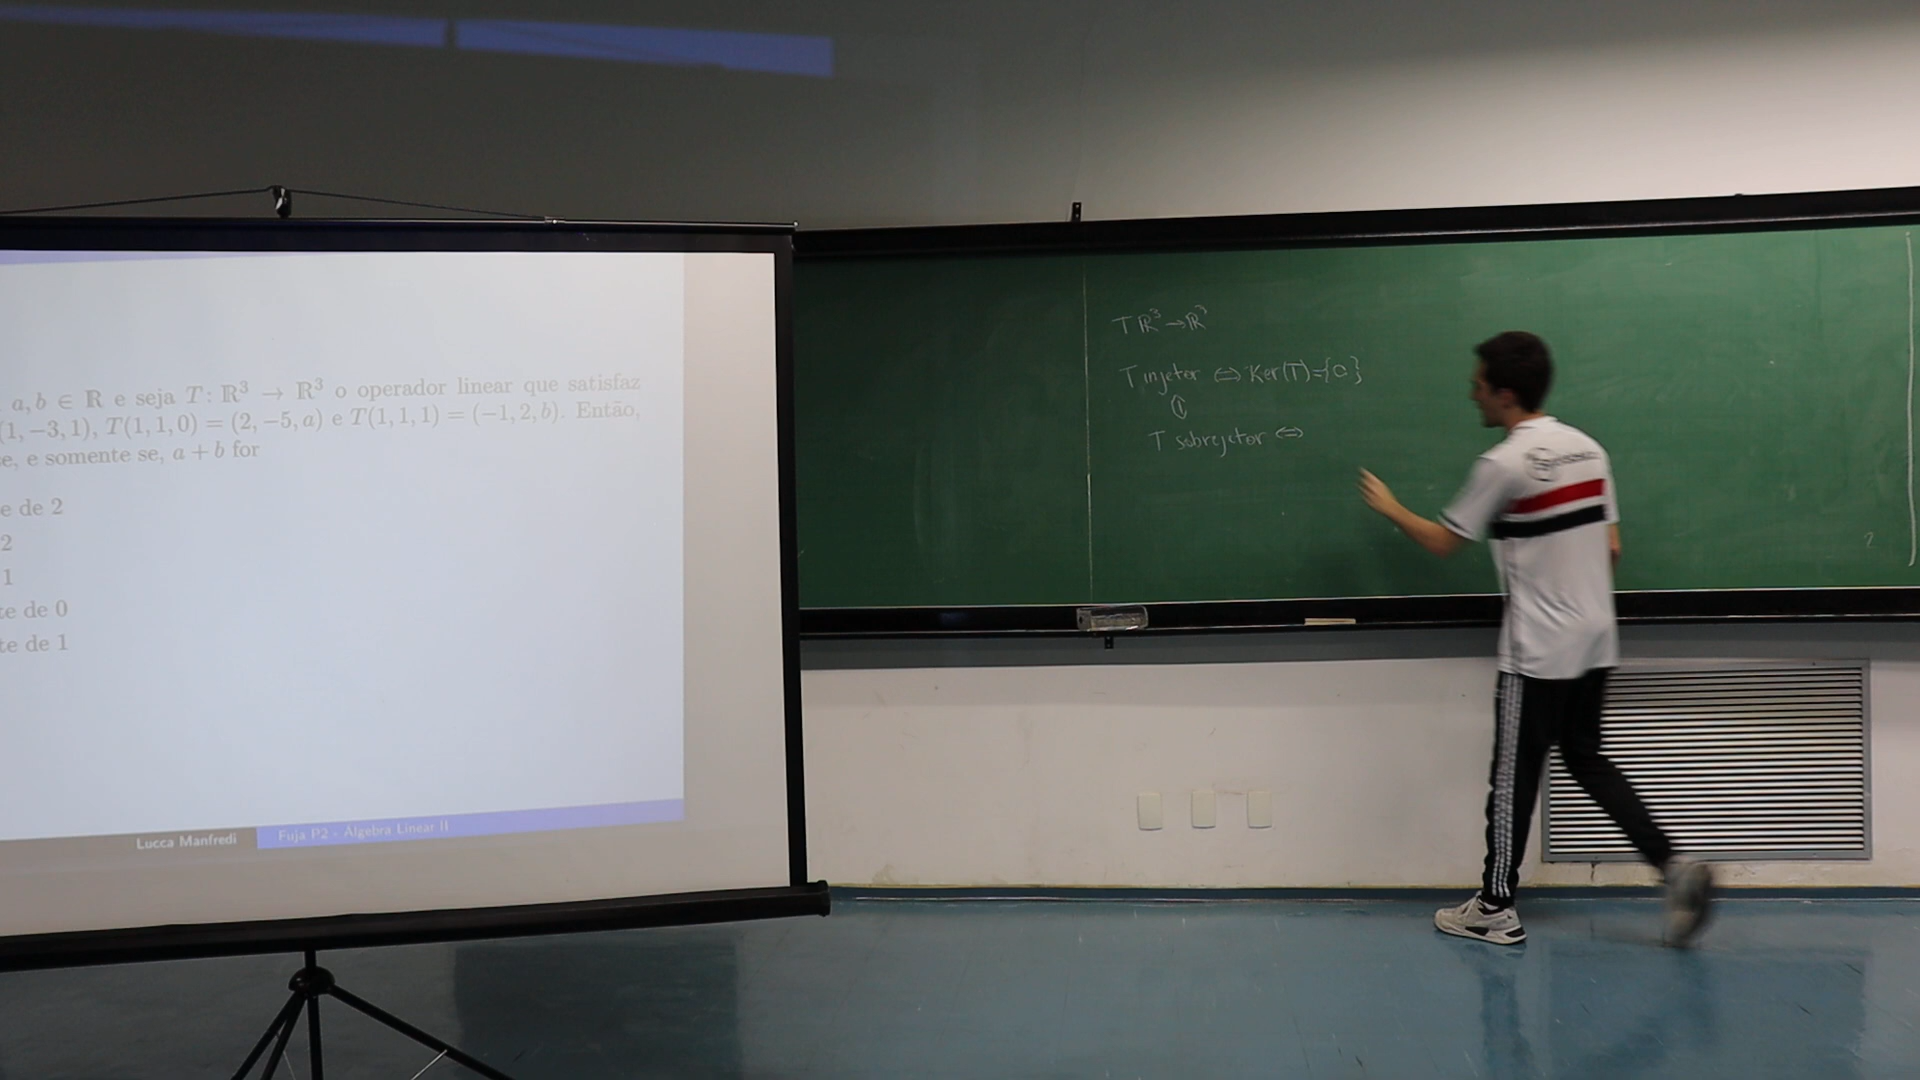 a, b ∈ ℝ e seja T: ℝ³ → ℝ³ o operador linear que satisfaz
(1, −3, 1), T(1, 1, 0) = (2, −5, a) e T(1, 1, 1) = (−1, 2, b). Então,
e, e somente se, a + b for
e de 2
2
1
te de 0
te de 1
Lucca Manfredi
Fuja P2 - Álgebra Linear II
T ℝ³ → ℝ³
T injetor ⇔ Ker(T) = {0}
⇕
T sobrejetor ⇔
2